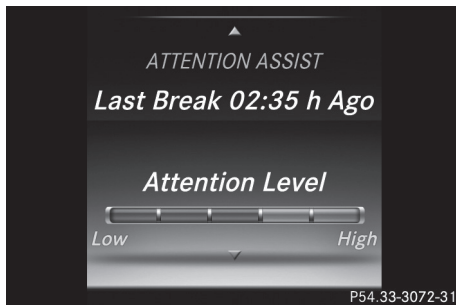 ATTENTION ASSIST
Last Break 02:35 h Ago
Attention Level
Low High
P54.33-3072-31